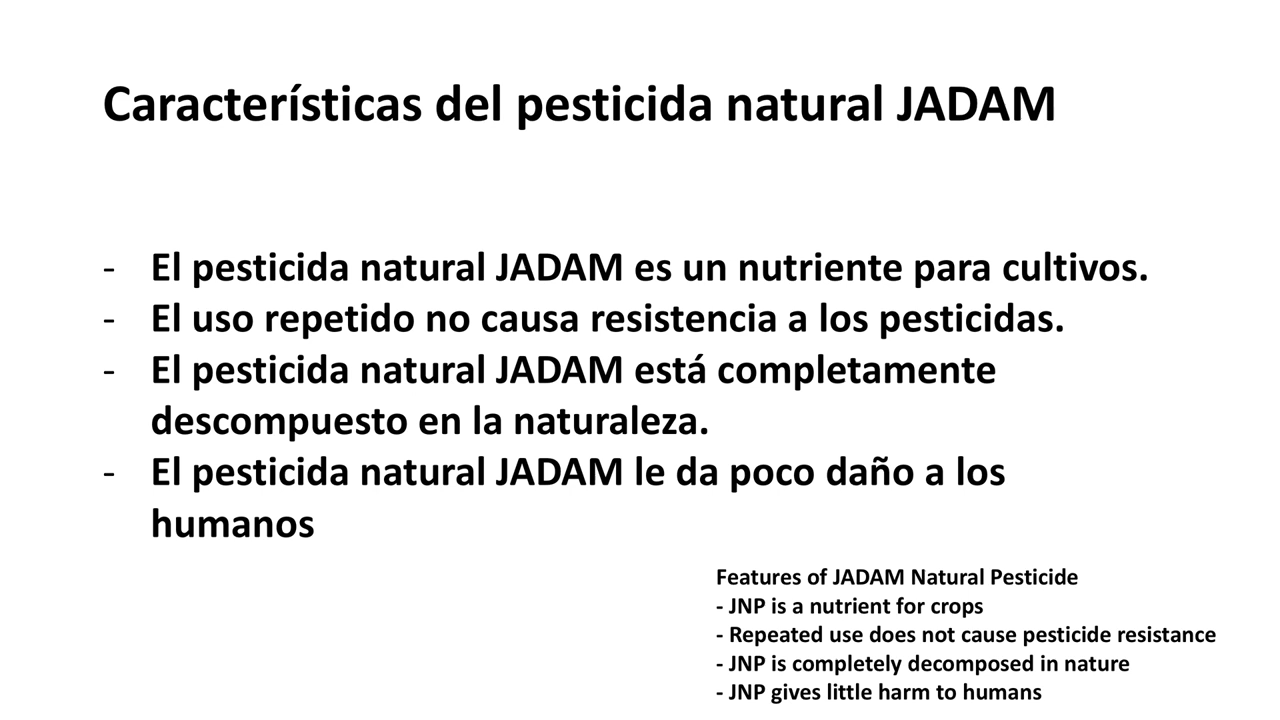 Características del pesticida natural JADAM
- El pesticida natural JADAM es un nutriente para cultivos.
- El uso repetido no causa resistencia a los pesticidas.
- El pesticida natural JADAM está completamente
descompuesto en la naturaleza.
- El pesticida natural JADAM le da poco daño a los
humanos
Features of JADAM Natural Pesticide
- JNP is a nutrient for crops
- Repeated use does not cause pesticide resistance
- JNP is completely decomposed in nature
- JNP gives little harm to humans